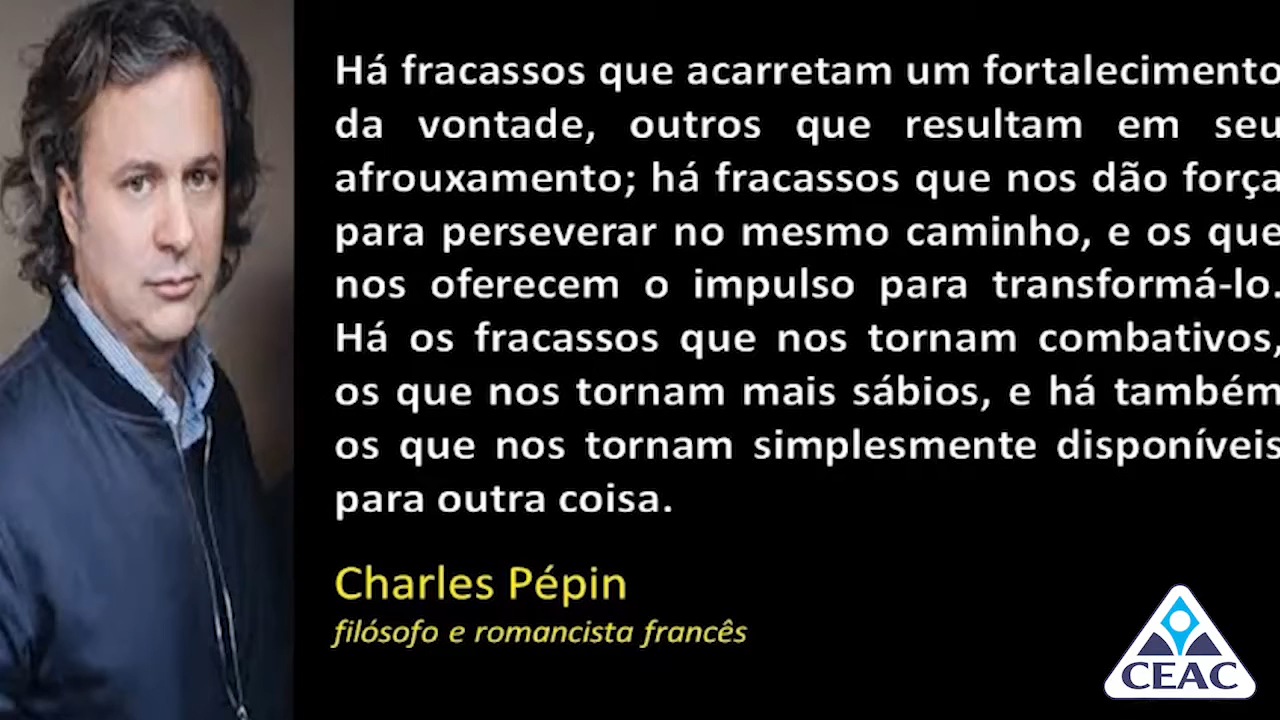 Há fracassos que acarretam um fortalecimento
da vontade, outros que resultam em seu
afrouxamento; há fracassos que nos dão força
para perseverar no mesmo caminho, e os que
nos oferecem o impulso para transformá-lo.
Há os fracassos que nos tornam combativos,
os que nos tornam mais sábios, e há também
os que nos tornam simplesmente disponíveis
para outra coisa.
Charles Pépin
filósofo e romancista francês
CEAC